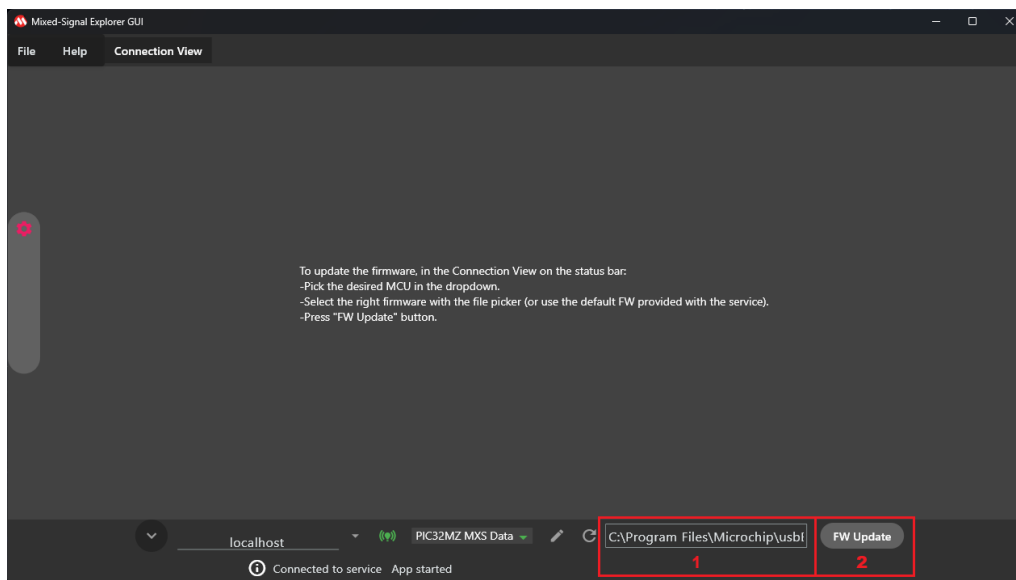 Mixed-Signal Explorer GUI
File Help Connection View
To update the firmware, in the Connection View on the status bar:
-Pick the desired MCU in the dropdown.
-Select the right firmware with the file picker (or use the default FW provided with the service).
-Press "FW Update" button.
localhost PIC32MZ MXS Data C:\Program Files\Microchip\usb FW Update
1 2
Connected to service App started